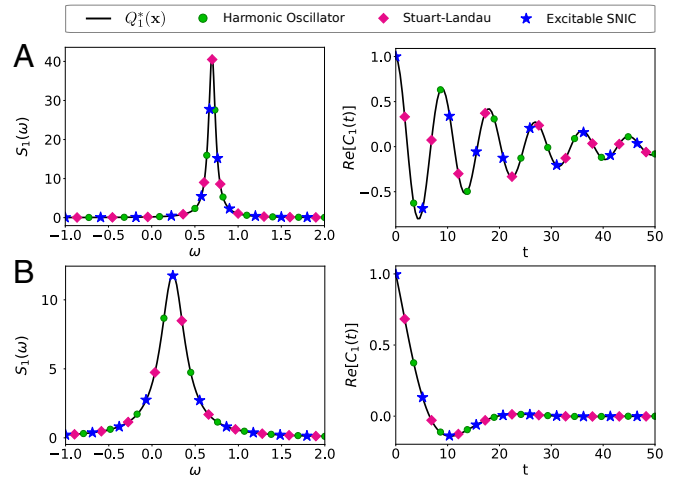 Q₁*(x) Harmonic Oscillator Stuart-Landau Excitable SNIC
A
S₁(ω)
40
30
20
10
0
−1.0 −0.5 0.0 0.5 1.0 1.5 2.0
ω
Re[C₁(t)]
1.0
0.5
0.0
−0.5
0 10 20 30 40 50
t
B
S₁(ω)
10
5
0
−1.0 −0.5 0.0 0.5 1.0 1.5 2.0
ω
Re[C₁(t)]
1.0
0.5
0.0
0 10 20 30 40 50
t